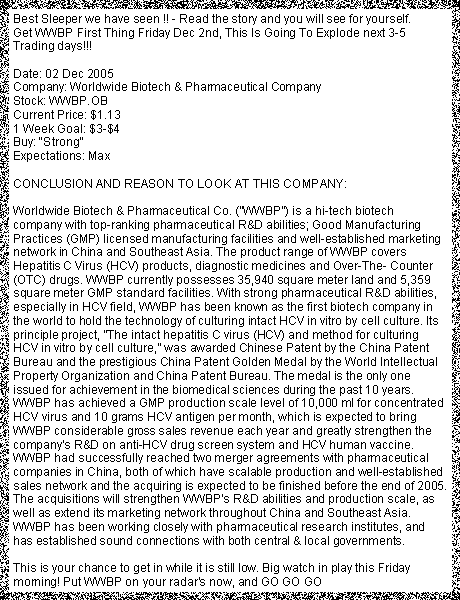 Best Sleeper we have seen !! - Read the story and you will see for yourself.
Get WWBP First Thing Friday Dec 2nd, This Is Going To Explode next 3-5
Trading days!!!
Date: 02 Dec 2005
Company: Worldwide Biotech & Pharmaceutical Company
Stock: WWBP.OB
Current Price: $1.13
1 Week Goal: $3-$4
Buy: "Strong"
Expectations: Max
CONCLUSION AND REASON TO LOOK AT THIS COMPANY:
Worldwide Biotech & Pharmaceutical Co. ("WWBP") is a hi-tech biotech
company with top-ranking pharmaceutical R&D abilities; Good Manufacturing
Practices (GMP) licensed manufacturing facilities and well-established marketing
network in China and Southeast Asia. The product range of WWBP covers
Hepatitis C Virus (HCV) products, diagnostic medicines and Over-The- Counter
(OTC) drugs. WWBP currently possesses 35,940 square meter land and 5,359
square meter GMP standard facilities. With strong pharmaceutical R&D abilities,
especially in HCV field, WWBP has been known as the first biotech company in
the world to hold the technology of culturing intact HCV in vitro by cell culture. Its
principle project, "The intact hepatitis C virus (HCV) and method for culturing
HCV in vitro by cell culture," was awarded Chinese Patent by the China Patent
Bureau and the prestigious China Patent Golden Medal by the World Intellectual
Property Organization and China Patent Bureau. The medal is the only one
issued for achievement in the biomedical sciences during the past 10 years.
WWBP has achieved a GMP production scale level of 10,000 ml for concentrated
HCV virus and 10 grams HCV antigen per month, which is expected to bring
WWBP considerable gross sales revenue each year and greatly strengthen the
company's R&D on anti-HCV drug screen system and HCV human vaccine.
WWBP had successfully reached two merger agreements with pharmaceutical
companies in China, both of which have scalable production and well-established
sales network and the acquiring is expected to be finished before the end of 2005.
The acquisitions will strengthen WWBP's R&D abilities and production scale, as
well as extend its marketing network throughout China and Southeast Asia.
WWBP has been working closely with pharmaceutical research institutes, and
has established sound connections with both central & local governments.
This is your chance to get in while it is still low. Big watch in play this Friday
morning! Put WWBP on your radar's now, and GO GO GO